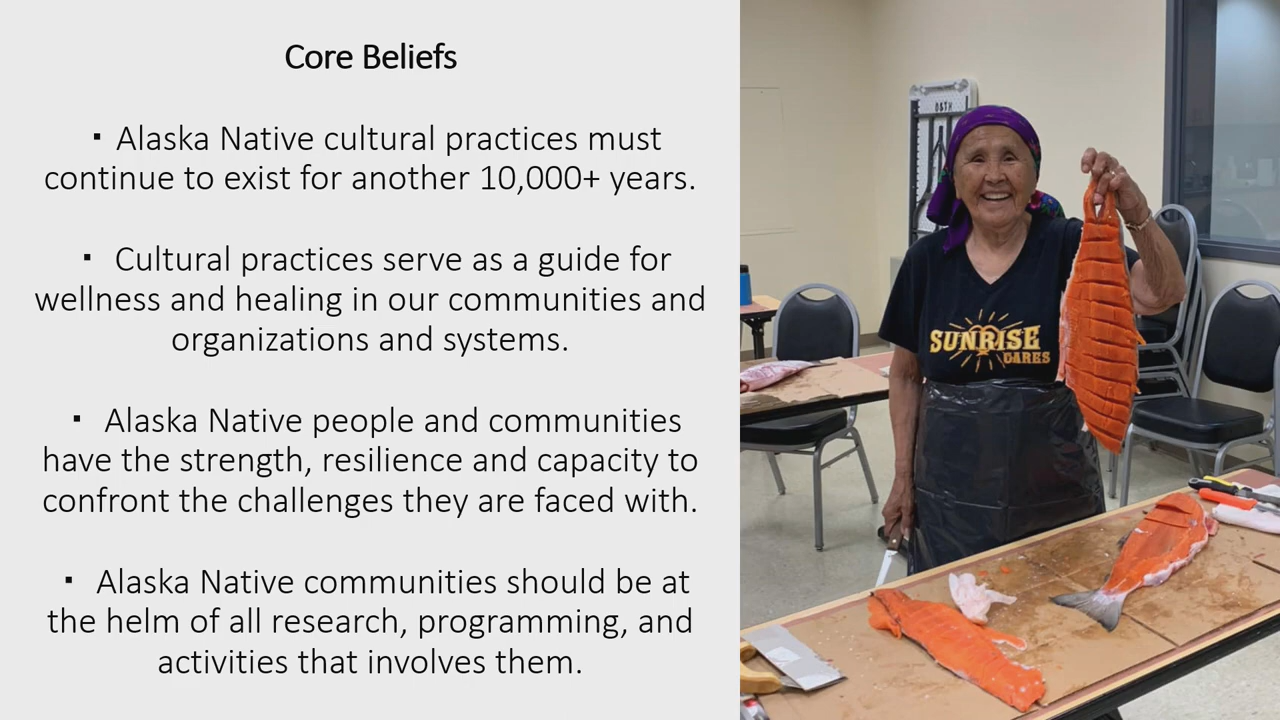 Core Beliefs
▪ Alaska Native cultural practices must
continue to exist for another 10,000+ years.
▪ Cultural practices serve as a guide for
wellness and healing in our communities and
organizations and systems.
▪ Alaska Native people and communities
have the strength, resilience and capacity to
confront the challenges they are faced with.
▪ Alaska Native communities should be at
the helm of all research, programming, and
activities that involves them.
SUNRISE
CARES